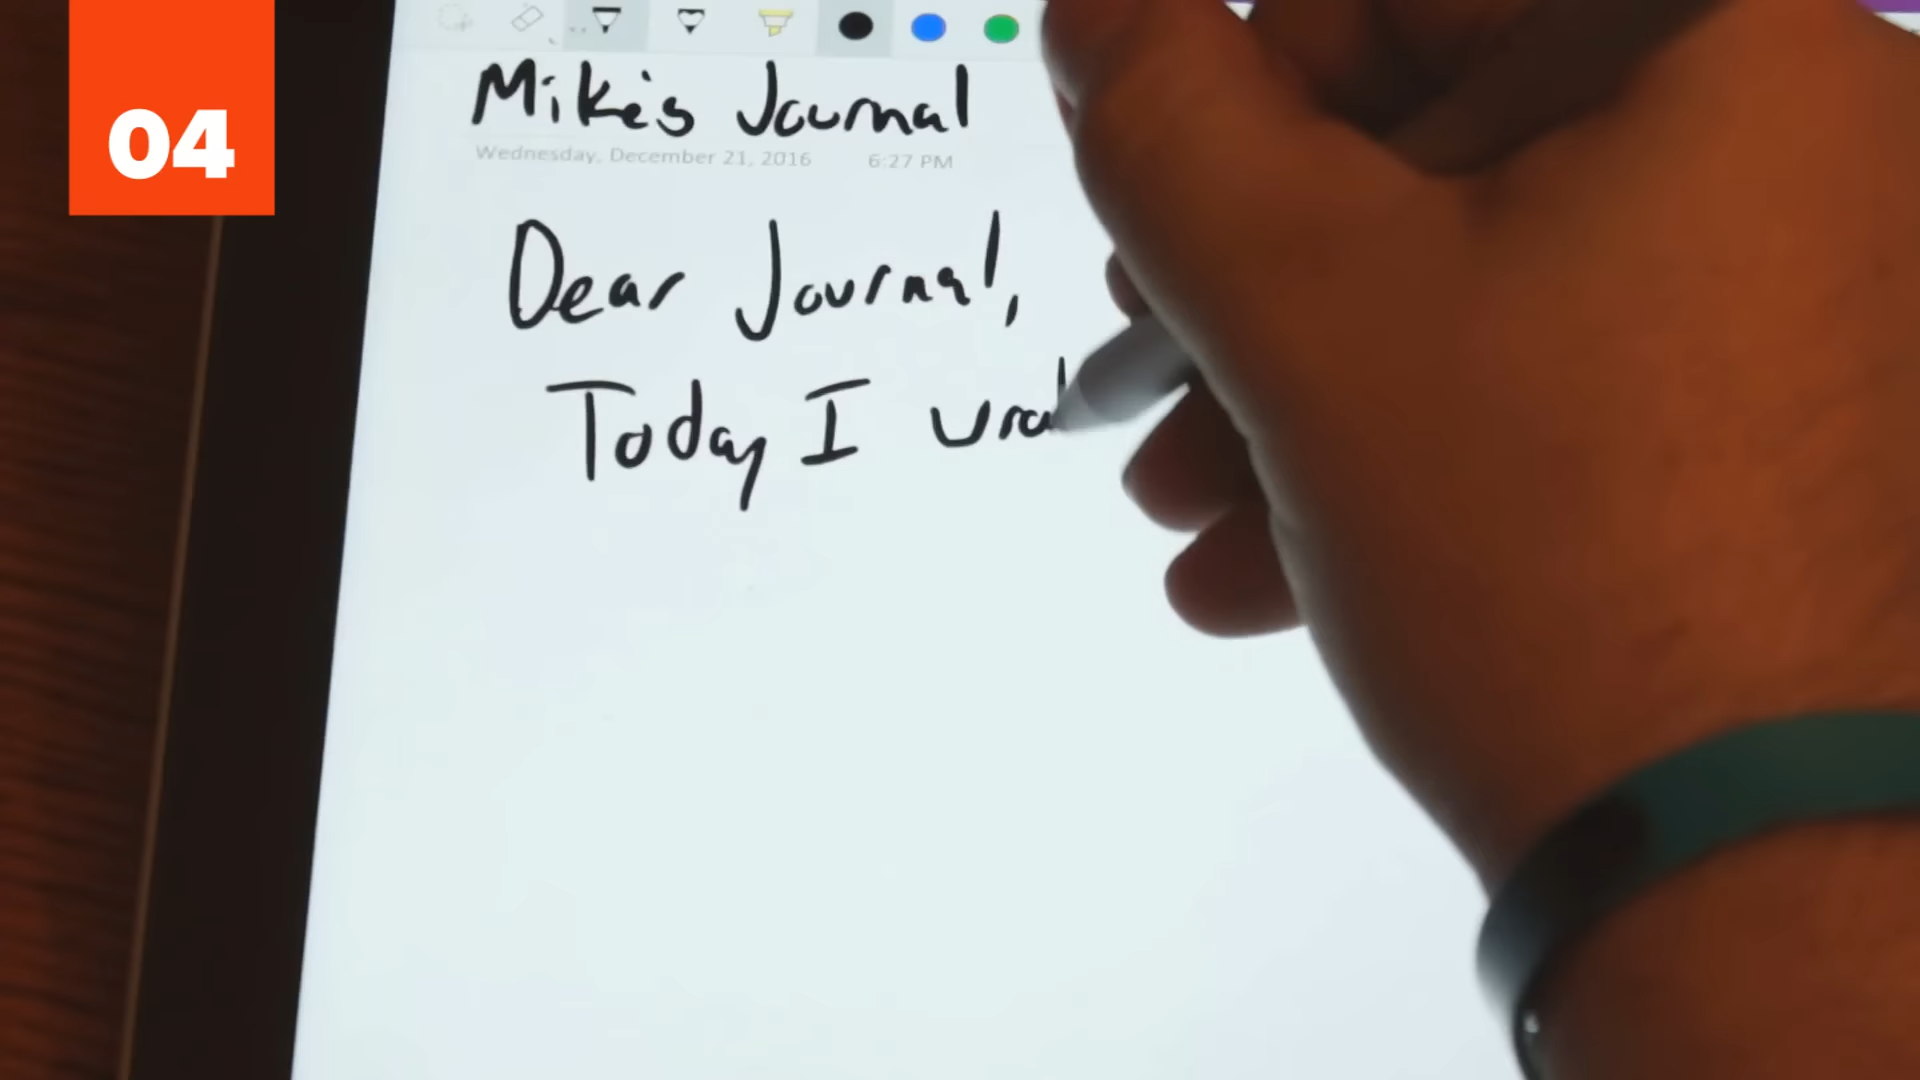 04
Mike's Journal
Wednesday, December 21, 2016 6:27 PM
Dear Journal,
Today I